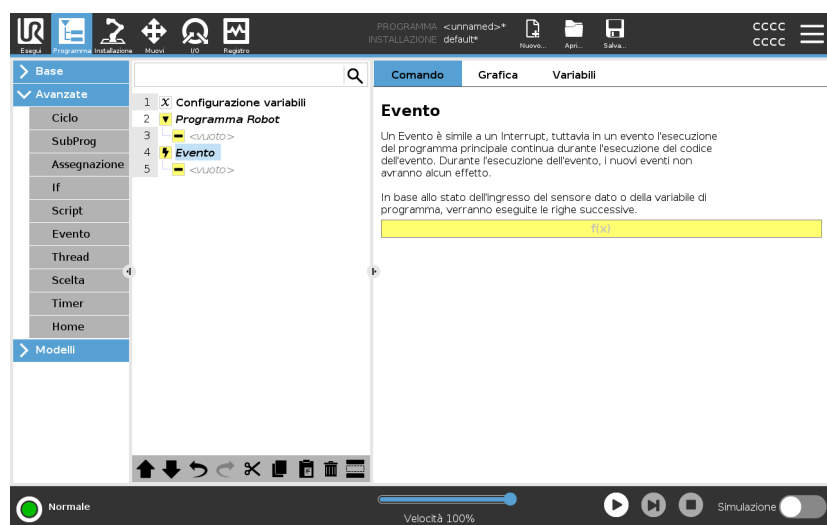 UR
Esegui
Programma
Installazione
Muovi
I/O
Registro
PROGRAMMA <unnamed>*
INSTALLAZIONE default*
Nuovo...
Apri...
Salva...
cccc
cccc
Base
Avanzate
Ciclo
SubProg
Assegnazione
If
Script
Evento
Thread
Scelta
Timer
Home
Modelli
1 X Configurazione variabili
2 Programma Robot
3 <vuoto>
4 Evento
5 <vuoto>
Comando Grafica Variabili
Evento
Un Evento è simile a un Interrupt, tuttavia in un evento l'esecuzione
del programma principale continua durante l'esecuzione del codice
dell'evento. Durante l'esecuzione dell'evento, i nuovi eventi non
avranno alcun effetto.
In base allo stato dell'ingresso del sensore dato o della variabile di
programma, verranno eseguite le righe successive.
f(x)
Normale
Velocità 100%
Simulazione